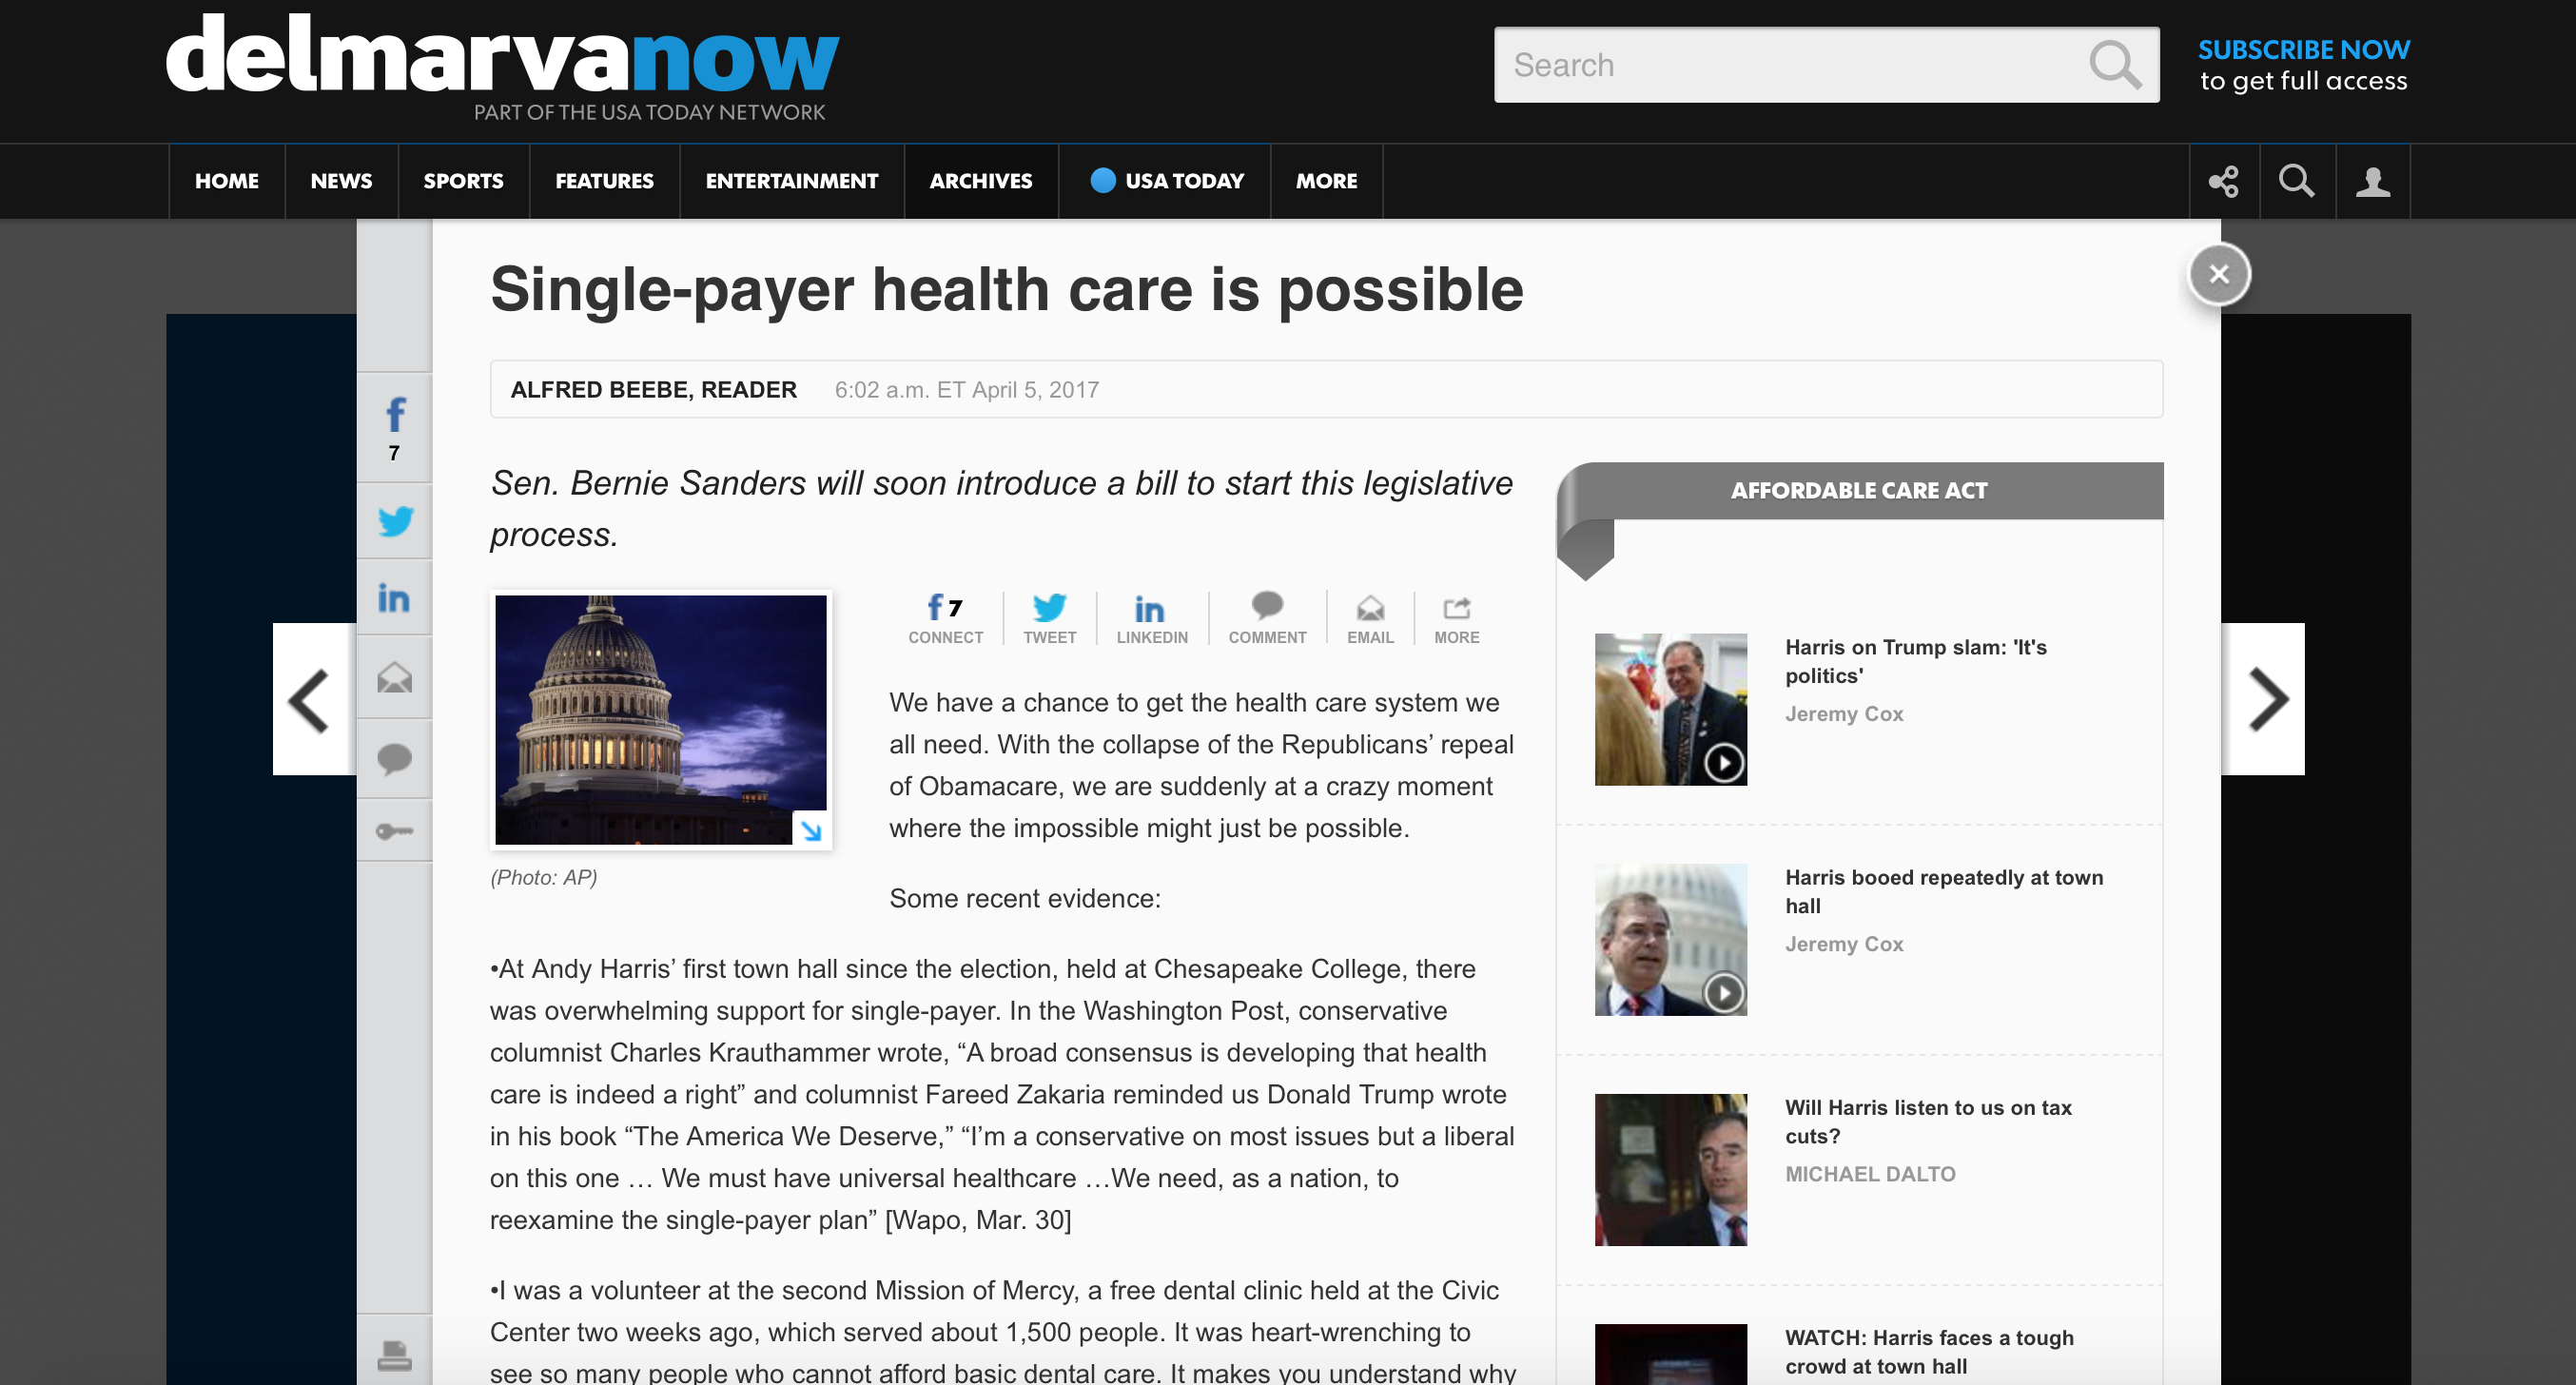 delmarvanow
PART OF THE USA TODAY NETWORK
Search
SUBSCRIBE NOW
to get full access
HOME
NEWS
SPORTS
FEATURES
ENTERTAINMENT
ARCHIVES
USA TODAY
MORE
Single-payer health care is possible
ALFRED BEEBE, READER 6:02 a.m. ET April 5, 2017
7
Sen. Bernie Sanders will soon introduce a bill to start this legislative
process.
(Photo: AP)
7
CONNECT
TWEET
LINKEDIN
COMMENT
EMAIL
MORE
We have a chance to get the health care system we
all need. With the collapse of the Republicans’ repeal
of Obamacare, we are suddenly at a crazy moment
where the impossible might just be possible.
Some recent evidence:
•At Andy Harris’ first town hall since the election, held at Chesapeake College, there
was overwhelming support for single-payer. In the Washington Post, conservative
columnist Charles Krauthammer wrote, “A broad consensus is developing that health
care is indeed a right” and columnist Fareed Zakaria reminded us Donald Trump wrote
in his book “The America We Deserve,” “I’m a conservative on most issues but a liberal
on this one … We must have universal healthcare …We need, as a nation, to
reexamine the single-payer plan” [Wapo, Mar. 30]
•I was a volunteer at the second Mission of Mercy, a free dental clinic held at the Civic
Center two weeks ago, which served about 1,500 people. It was heart-wrenching to
see so many people who cannot afford basic dental care. It makes you understand why
AFFORDABLE CARE ACT
Harris on Trump slam: 'It's
politics'
Jeremy Cox
Harris booed repeatedly at town
hall
Jeremy Cox
Will Harris listen to us on tax
cuts?
MICHAEL DALTO
WATCH: Harris faces a tough
crowd at town hall